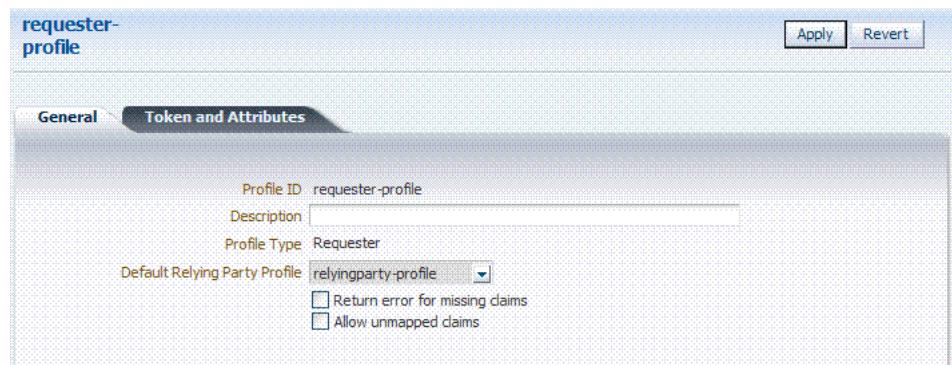 requester-
profile
Apply Revert
General Token and Attributes
Profile ID requester-profile
Description
Profile Type Requester
Default Relying Party Profile relyingparty-profile
Return error for missing claims
Allow unmapped claims